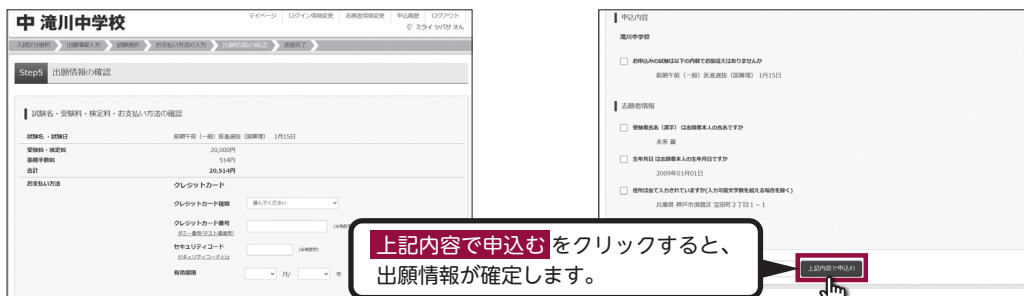 中 滝川中学校
マイページ ログイン情報変更 志願者情報変更 申込履歴 ログアウト
ミライ ツバサ さん
入試区分選択 出願情報入力 試験選択 お支払い方法の入力 出願情報の確認 送信完了
Step5 出願情報の確認
試験名・受験料・検定料・お支払い方法の確認
試験名・試験日 前期午前（一般）医進選抜（国算理） 1月15日
受験料・検定料 20,000円
事務手数料 514円
合計 20,514円
お支払い方法 クレジットカード
クレジットカード種類 選んでください
クレジットカード番号
ダミー番号(テスト環境用)
セキュリティコード (半角数字)
セキュリティコードとは
有効期限 月/ 年
申込内容
滝川中学校
お申込みの試験は以下の内容でお間違えはありませんか
前期午前（一般）医進選抜（国算理） 1月15日
志願者情報
受験者氏名（漢字）は志願者本人の氏名ですか
未来 翼
生年月日 は志願者本人の生年月日ですか
2009年01月01日
住所は全て入力されていますか(入力可能文字数を超える場合を除く)
兵庫県 神戸市須磨区 宝田町２丁目１－１
上記内容で申込む をクリックすると、
出願情報が確定します。
上記内容で申込む